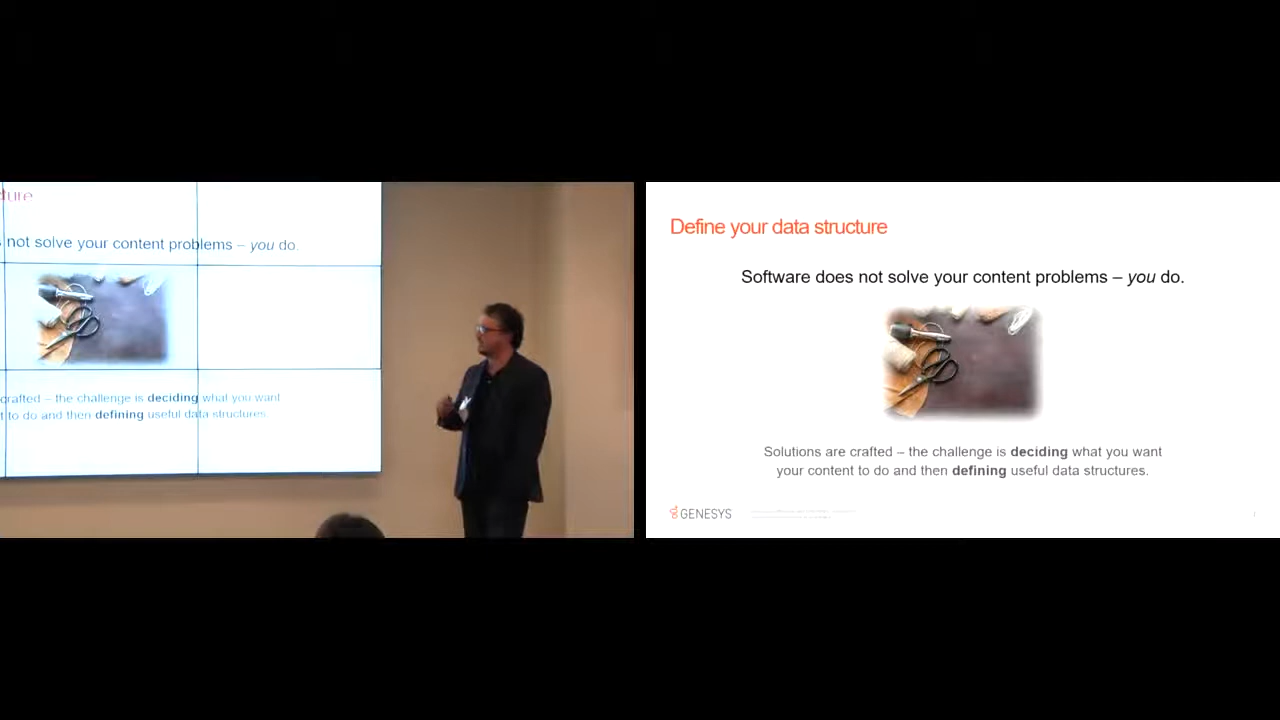 ture
not solve your content problems – you do.
crafted – the challenge is deciding what you want
to do and then defining useful data structures.
Define your data structure
Software does not solve your content problems – you do.
Solutions are crafted – the challenge is deciding what you want
your content to do and then defining useful data structures.
GENESYS